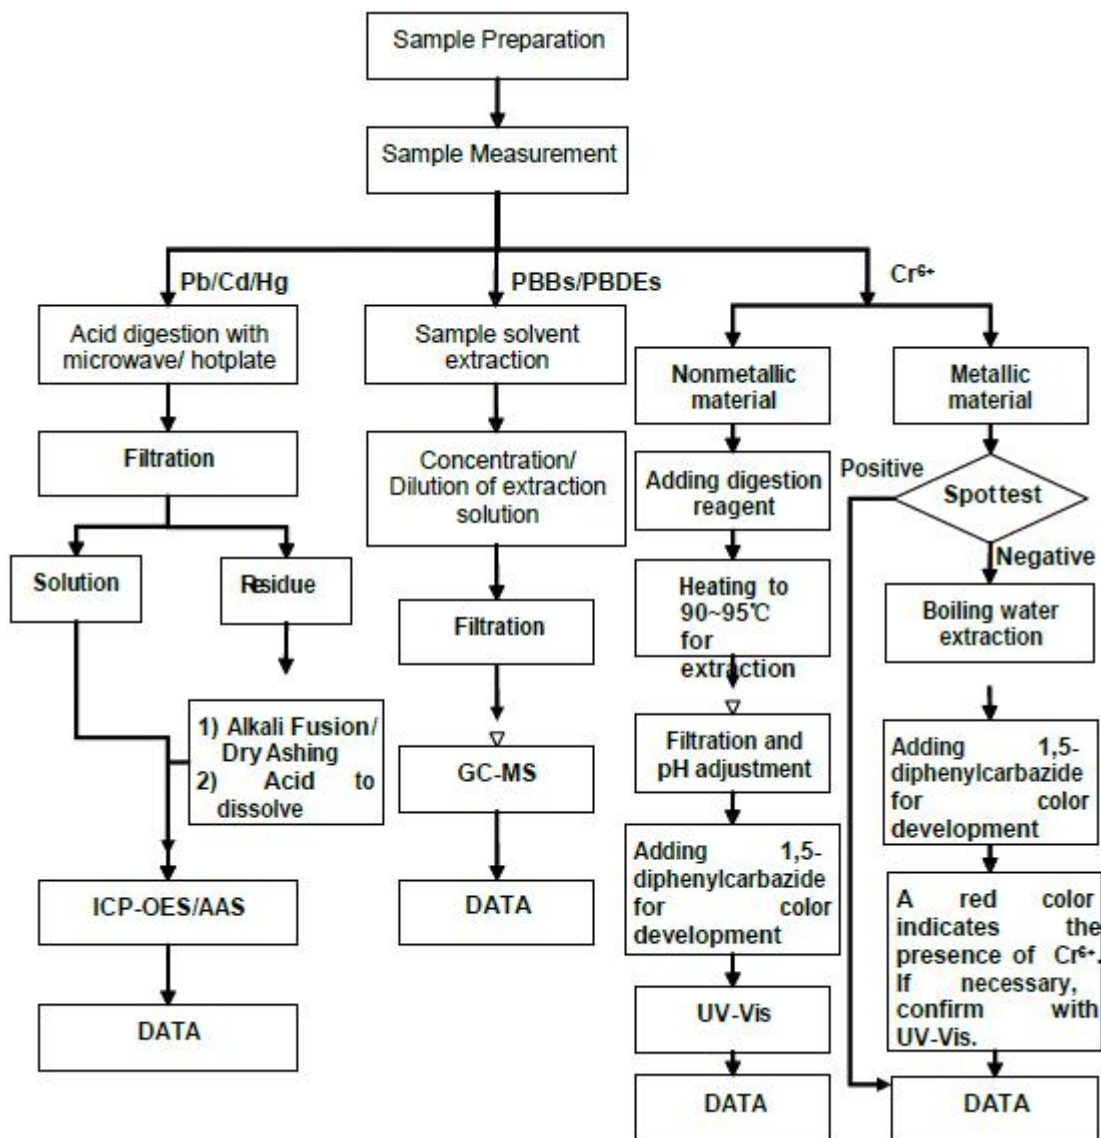 Sample Preparation
Sample Measurement
Pb/Cd/Hg
PBBs/PBDEs
Cr⁶⁺
Acid digestion with
microwave/ hotplate
Filtration
Solution
Residue
1) Alkali Fusion/
Dry Ashing
2) Acid to
dissolve
ICP-OES/AAS
DATA
Sample solvent
extraction
Concentration/
Dilution of extraction
solution
Filtration
GC-MS
DATA
Nonmetallic
material
Adding digestion
reagent
Heating to
90~95℃
for
extraction
Filtration and
pH adjustment
Adding 1,5-
diphenylcarbazide
for color
development
UV-Vis
DATA
Metallic
material
Positive
Spot test
Negative
Boiling water
extraction
Adding 1,5-
diphenylcarbazide
for color
development
A red color
indicates the
presence of Cr⁶⁺.
If necessary,
confirm with
UV-Vis.
DATA